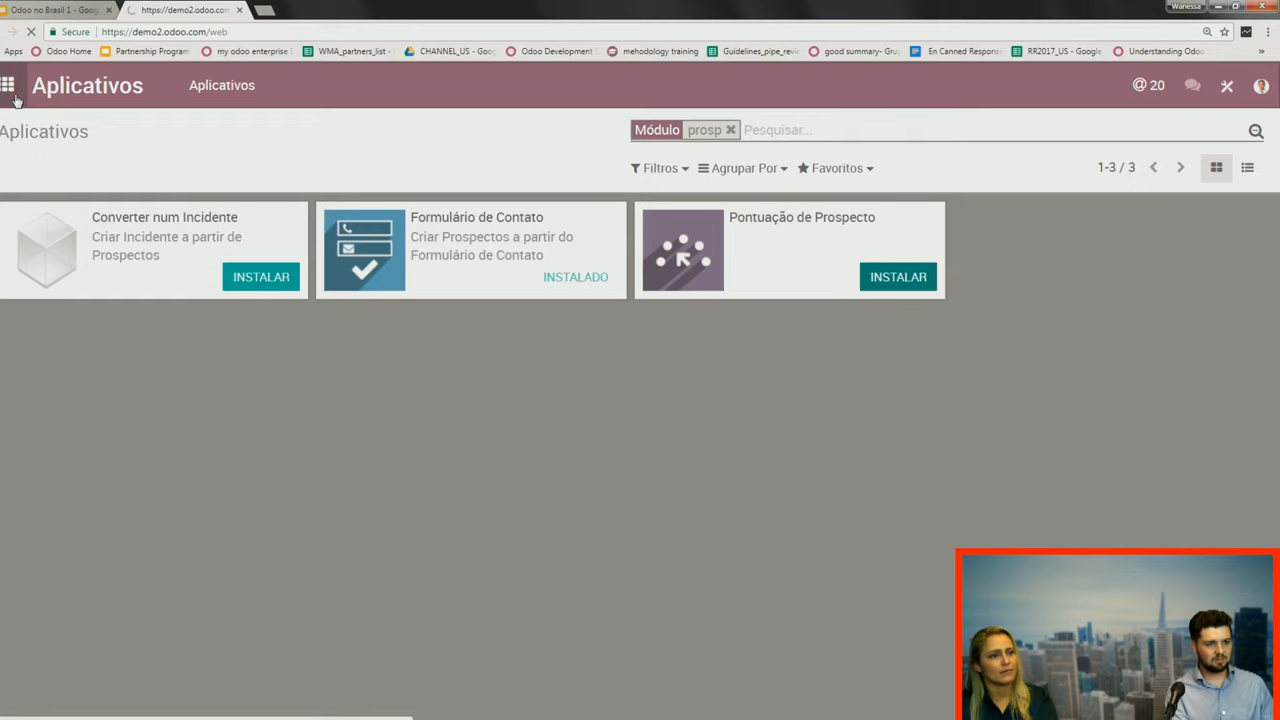 Odoo no Brasil 1 - Goog
https://demo2.odoo.com/
Wanessa
Secure https://demo2.odoo.com/web
Apps Odoo Home Partnership Program my odoo enterprise WMA_partners_list - CHANNEL_US - Goo Odoo Development mehodology training Guidelines_pipe_revie good summary- Gru En Canned Response RR2017_US - Google Understanding Odoo
Aplicativos Aplicativos @ 20
Aplicativos
Módulo prosp Pesquisar...
Filtros Agrupar Por Favoritos 1-3 / 3
Converter num Incidente
Criar Incidente a partir de
Prospectos
INSTALAR
Formulário de Contato
Criar Prospectos a partir do
Formulário de Contato
INSTALADO
Pontuação de Prospecto
INSTALAR